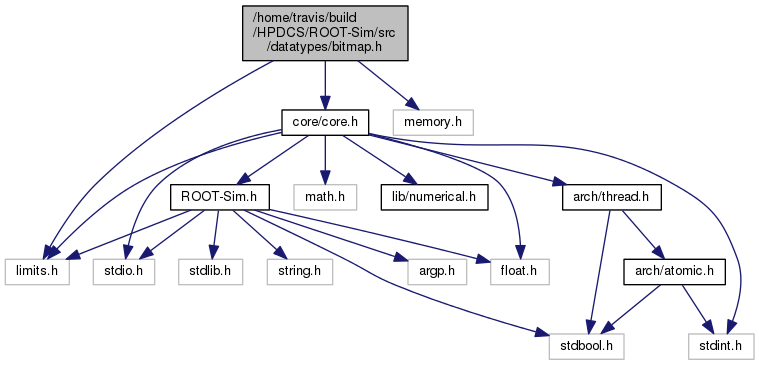 /home/travis/build
/HPDCS/ROOT-Sim/src
/datatypes/bitmap.h
core/core.h
memory.h
ROOT-Sim.h
math.h
lib/numerical.h
arch/thread.h
limits.h
stdio.h
stdlib.h
string.h
argp.h
float.h
arch/atomic.h
stdbool.h
stdint.h